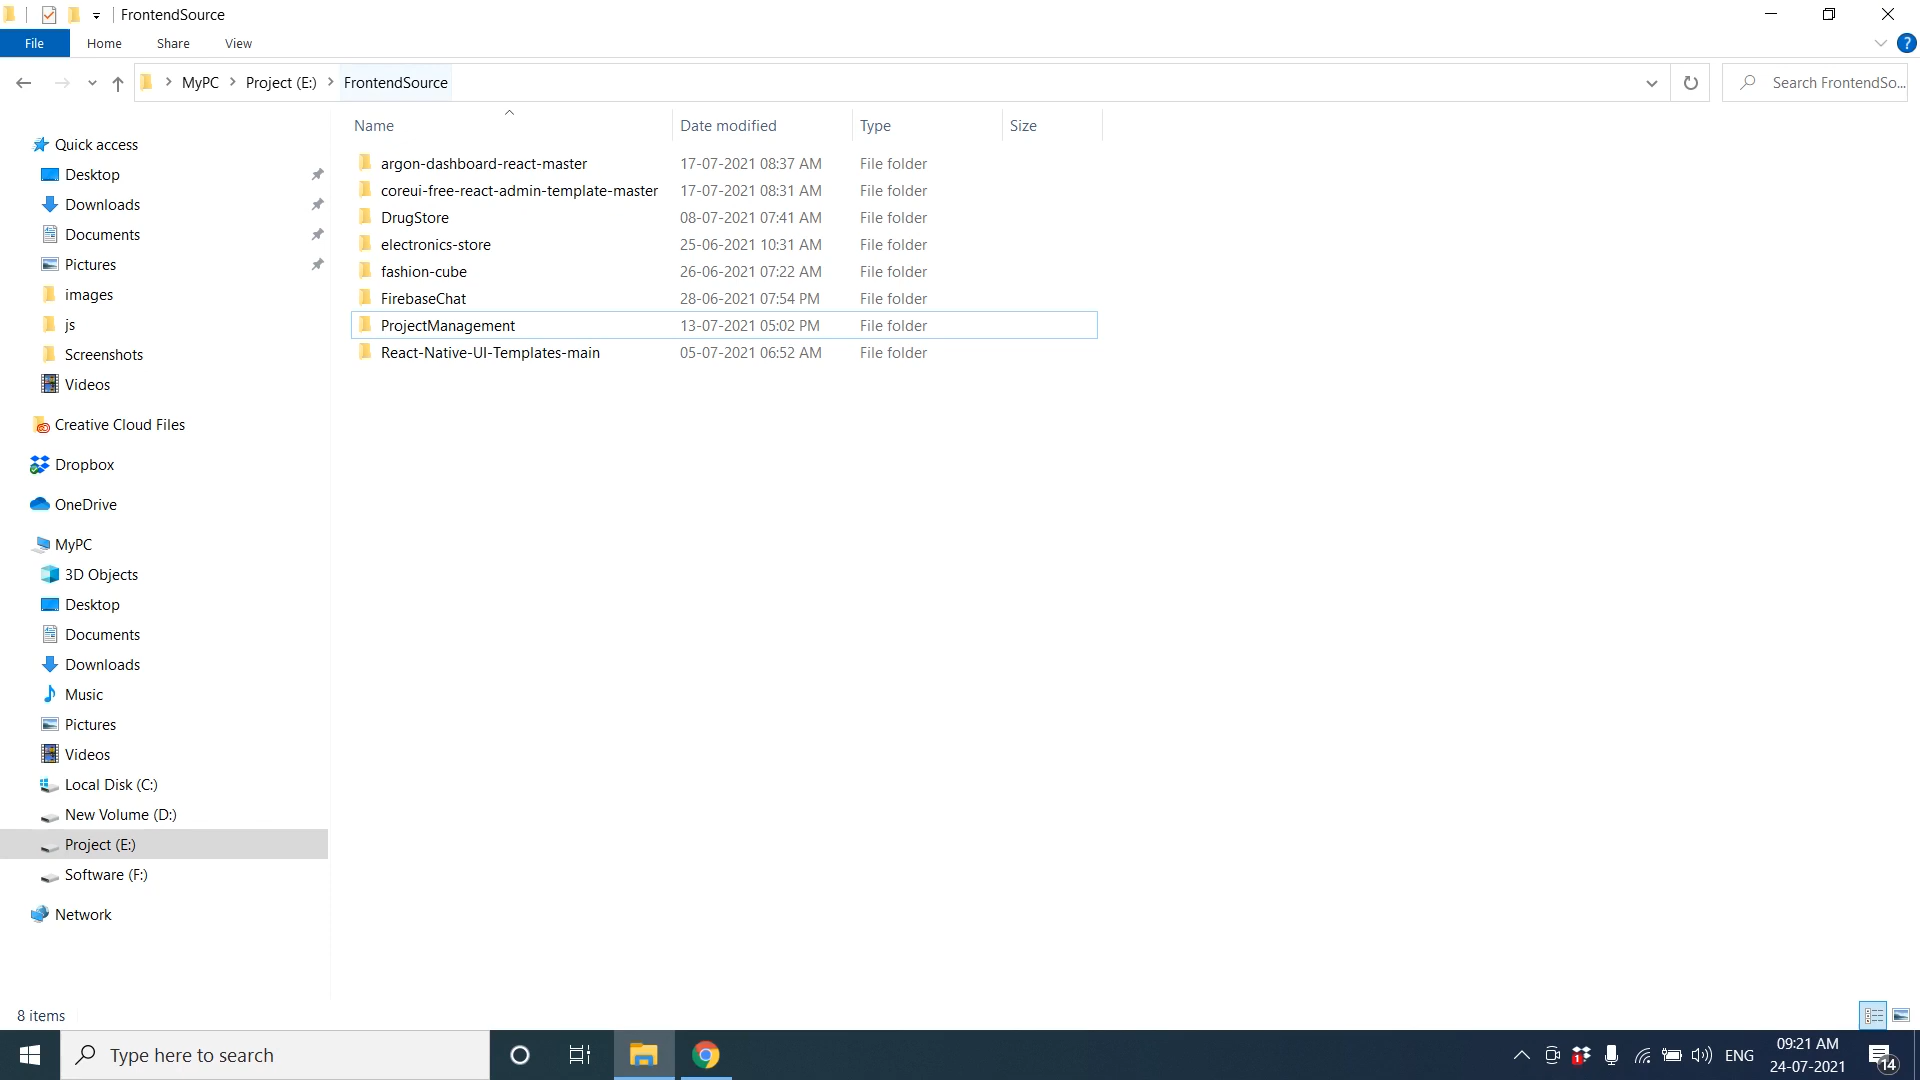 FrontendSource
File Home Share View ?
MyPC Project (E:) FrontendSource Search FrontendSo...
Name Date modified Type Size
Quick access
Desktop
Downloads
Documents
Pictures
images
js
Screenshots
Videos
Creative Cloud Files
Dropbox
OneDrive
MyPC
3D Objects
Desktop
Documents
Downloads
Music
Pictures
Videos
Local Disk (C:)
New Volume (D:)
Project (E:)
Software (F:)
Network
argon-dashboard-react-master 17-07-2021 08:37 AM File folder
coreui-free-react-admin-template-master 17-07-2021 08:31 AM File folder
DrugStore 08-07-2021 07:41 AM File folder
electronics-store 25-06-2021 10:31 AM File folder
fashion-cube 26-06-2021 07:22 AM File folder
FirebaseChat 28-06-2021 07:54 PM File folder
ProjectManagement 13-07-2021 05:02 PM File folder
React-Native-UI-Templates-main 05-07-2021 06:52 AM File folder
8 items
Type here to search
1
ENG
09:21 AM
24-07-2021
14